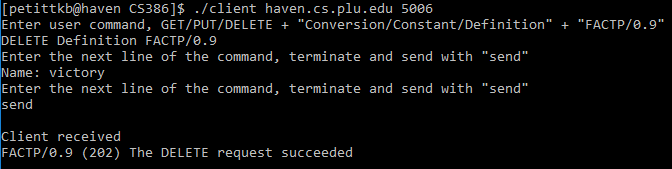 [petittkb@haven CS386]$ ./client haven.cs.plu.edu 5006
Enter user command, GET/PUT/DELETE + "Conversion/Constant/Definition" + "FACTP/0.9"
DELETE Definition FACTP/0.9
Enter the next line of the command, terminate and send with "send"
Name: victory
Enter the next line of the command, terminate and send with "send"
send
Client received
FACTP/0.9 (202) The DELETE request succeeded